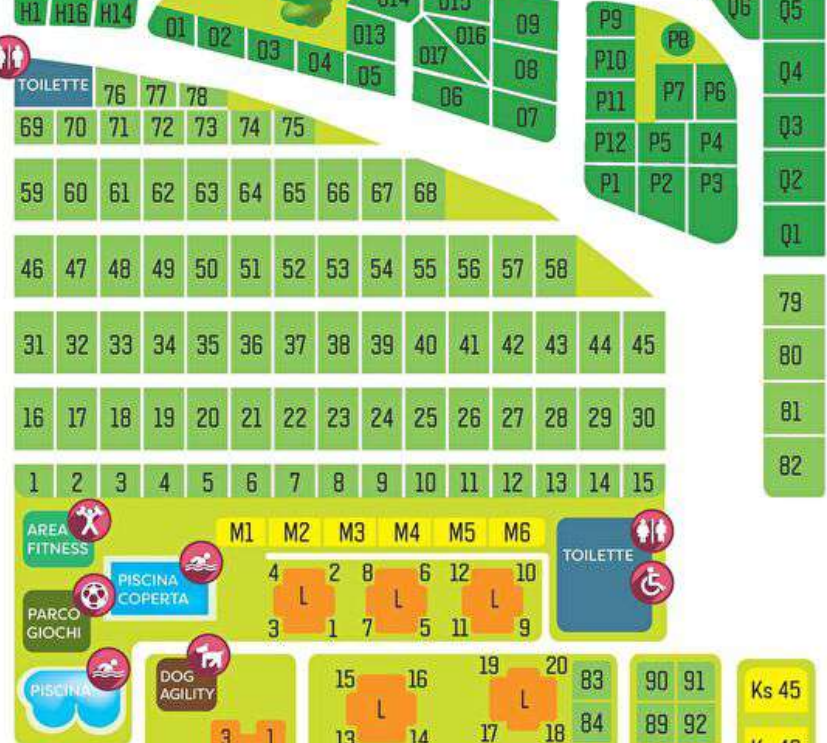 H1 H16 H14
O1 O2 O3 O4 O5
O13 O15
O16 O17
O6
O9
O8
O7
P9
P10
P11
P12 P5 P4
P1 P2 P3
P8
P7 P6
Q5
Q4
Q3
Q2
Q1
TOILETTE
76 77 78
69 70 71 72 73 74 75
59 60 61 62 63 64 65 66 67 68
46 47 48 49 50 51 52 53 54 55 56 57 58
31 32 33 34 35 36 37 38 39 40 41 42 43 44 45
16 17 18 19 20 21 22 23 24 25 26 27 28 29 30
1 2 3 4 5 6 7 8 9 10 11 12 13 14 15
79
80
81
82
AREA
FITNESS
PISCINA
COPERTA
PARCO
GIOCHI
PISCINA
M1 M2 M3 M4 M5 M6
4 2 8 6 12 10
L L L
3 1 7 5 11 9
TOILETTE
DOG
AGILITY
3 1
15 16
L
13 14
19 20
L
17 18
83
84
90 91
89 92
Ks 45